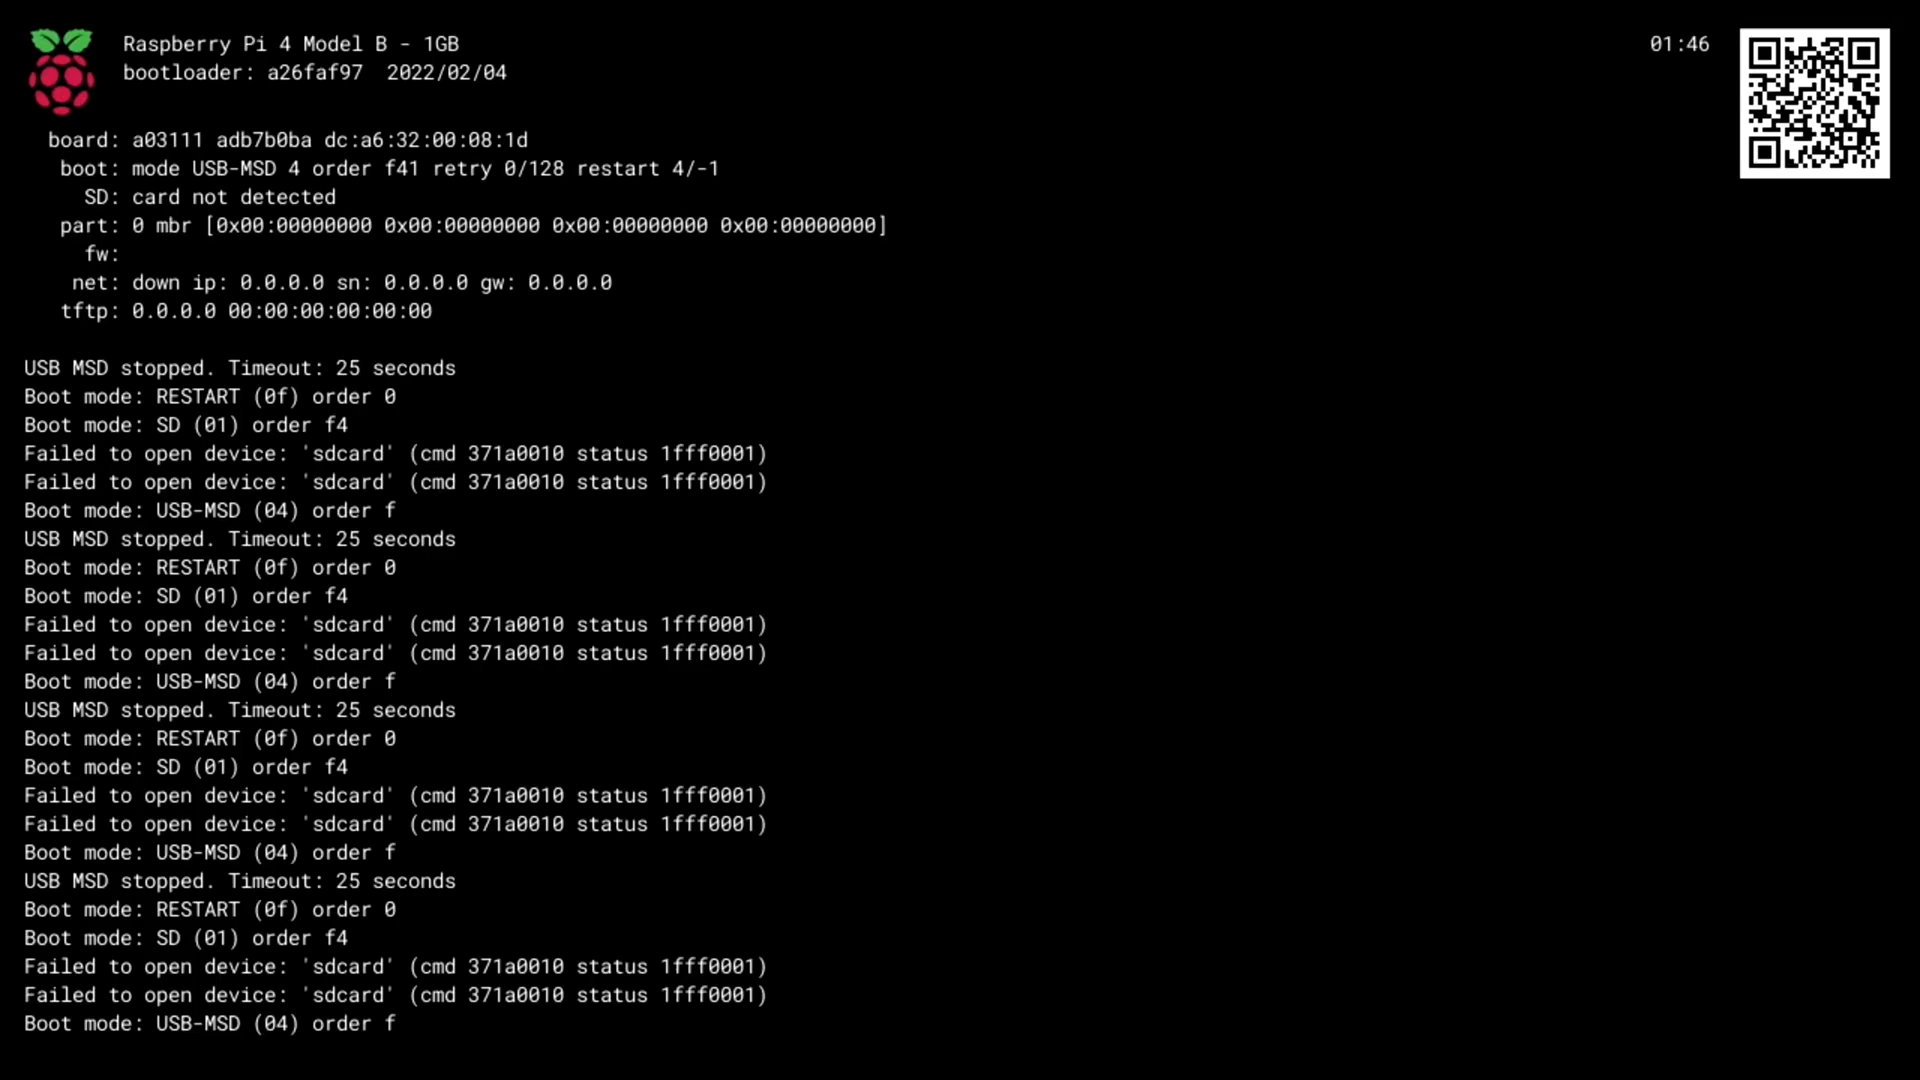 Raspberry Pi 4 Model B - 1GB
01:46
bootloader: a26faf97  2022/02/04
board: a03111 adb7b0ba dc:a6:32:00:08:1d
boot: mode USB-MSD 4 order f41 retry 0/128 restart 4/-1
SD: card not detected
part: 0 mbr [0x00:00000000 0x00:00000000 0x00:00000000 0x00:00000000]
fw:
net: down ip: 0.0.0.0 sn: 0.0.0.0 gw: 0.0.0.0
tftp: 0.0.0.0 00:00:00:00:00:00
USB MSD stopped. Timeout: 25 seconds
Boot mode: RESTART (0f) order 0
Boot mode: SD (01) order f4
Failed to open device: 'sdcard' (cmd 371a0010 status 1fff0001)
Failed to open device: 'sdcard' (cmd 371a0010 status 1fff0001)
Boot mode: USB-MSD (04) order f
USB MSD stopped. Timeout: 25 seconds
Boot mode: RESTART (0f) order 0
Boot mode: SD (01) order f4
Failed to open device: 'sdcard' (cmd 371a0010 status 1fff0001)
Failed to open device: 'sdcard' (cmd 371a0010 status 1fff0001)
Boot mode: USB-MSD (04) order f
USB MSD stopped. Timeout: 25 seconds
Boot mode: RESTART (0f) order 0
Boot mode: SD (01) order f4
Failed to open device: 'sdcard' (cmd 371a0010 status 1fff0001)
Failed to open device: 'sdcard' (cmd 371a0010 status 1fff0001)
Boot mode: USB-MSD (04) order f
USB MSD stopped. Timeout: 25 seconds
Boot mode: RESTART (0f) order 0
Boot mode: SD (01) order f4
Failed to open device: 'sdcard' (cmd 371a0010 status 1fff0001)
Failed to open device: 'sdcard' (cmd 371a0010 status 1fff0001)
Boot mode: USB-MSD (04) order f